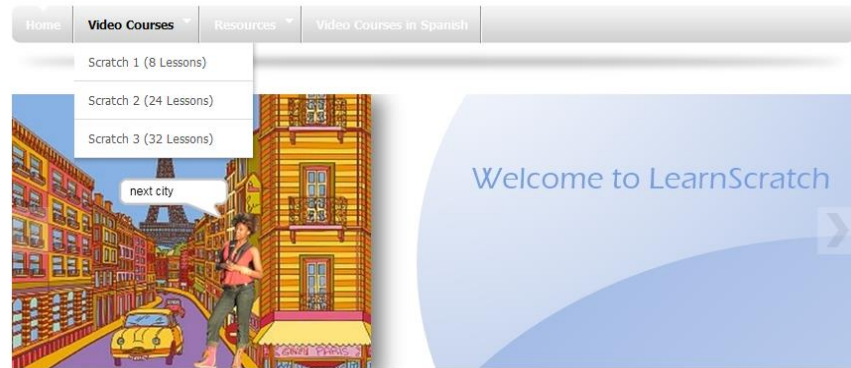 Home Video Courses Resources Video Courses in Spanish
Scratch 1 (8 Lessons)
Scratch 2 (24 Lessons)
Scratch 3 (32 Lessons)
next city
Welcome to LearnScratch